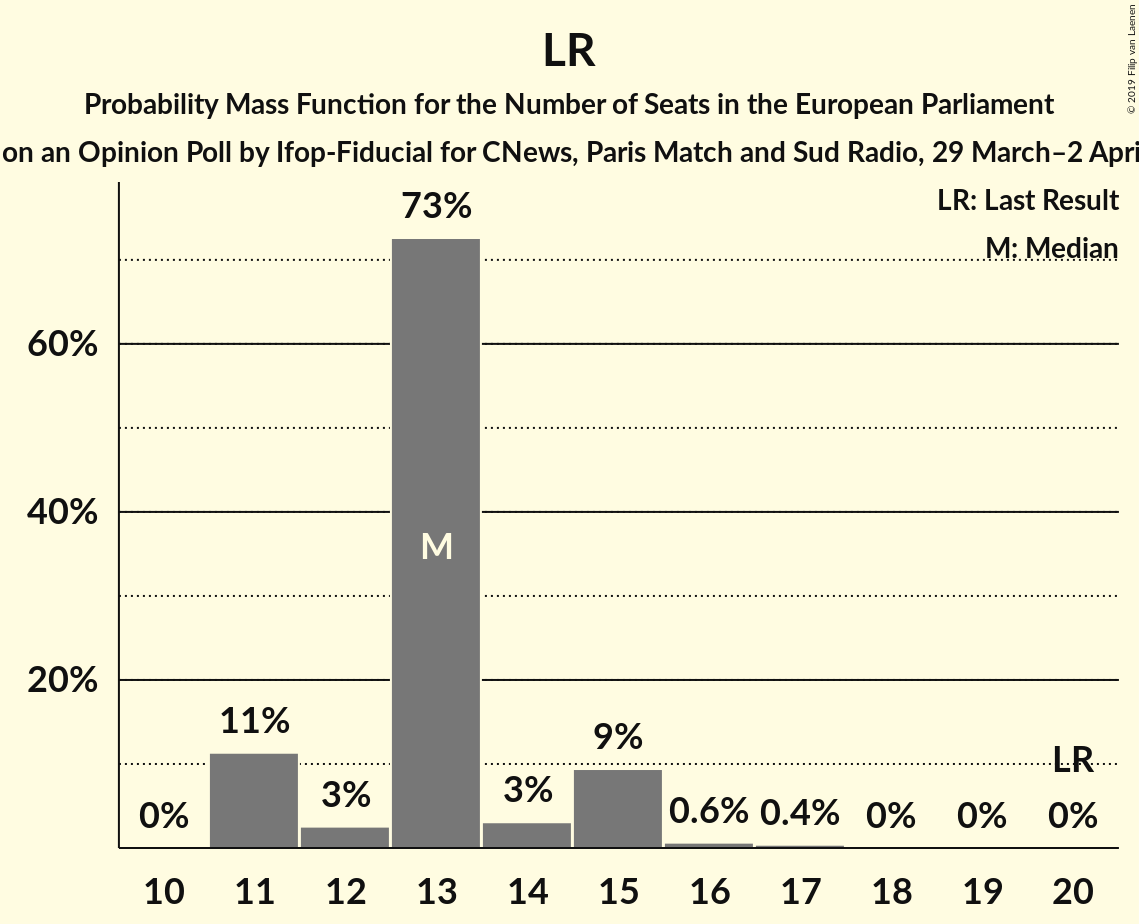 LR
Probability Mass Function for the Number of Seats in the European Parliament
on an Opinion Poll by Ifop-Fiducial for CNews, Paris Match and Sud Radio, 29 March–2 Apri
© 2019 Filip van Laenen
LR: Last Result
M: Median
73%
60%
40%
M
20%
11%
9%
3%
3%
LR
0%
0.6%
0.4%
0%
0%
0%
10 11 12 13 14 15 16 17 18 19 20